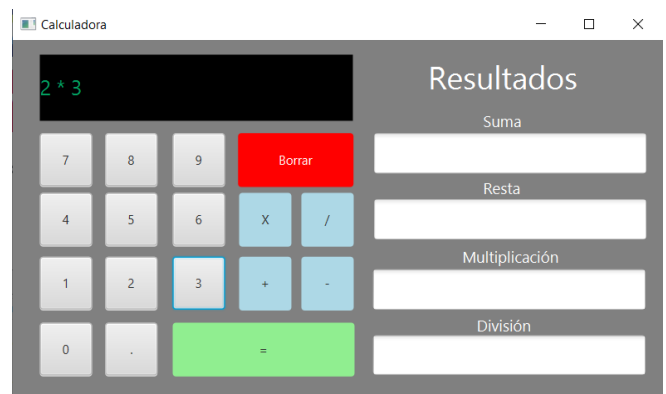 Calculadora
2 * 3
7 8 9 Borrar
4 5 6 X /
1 2 3 + -
0 . =
Resultados
Suma
Resta
Multiplicación
División